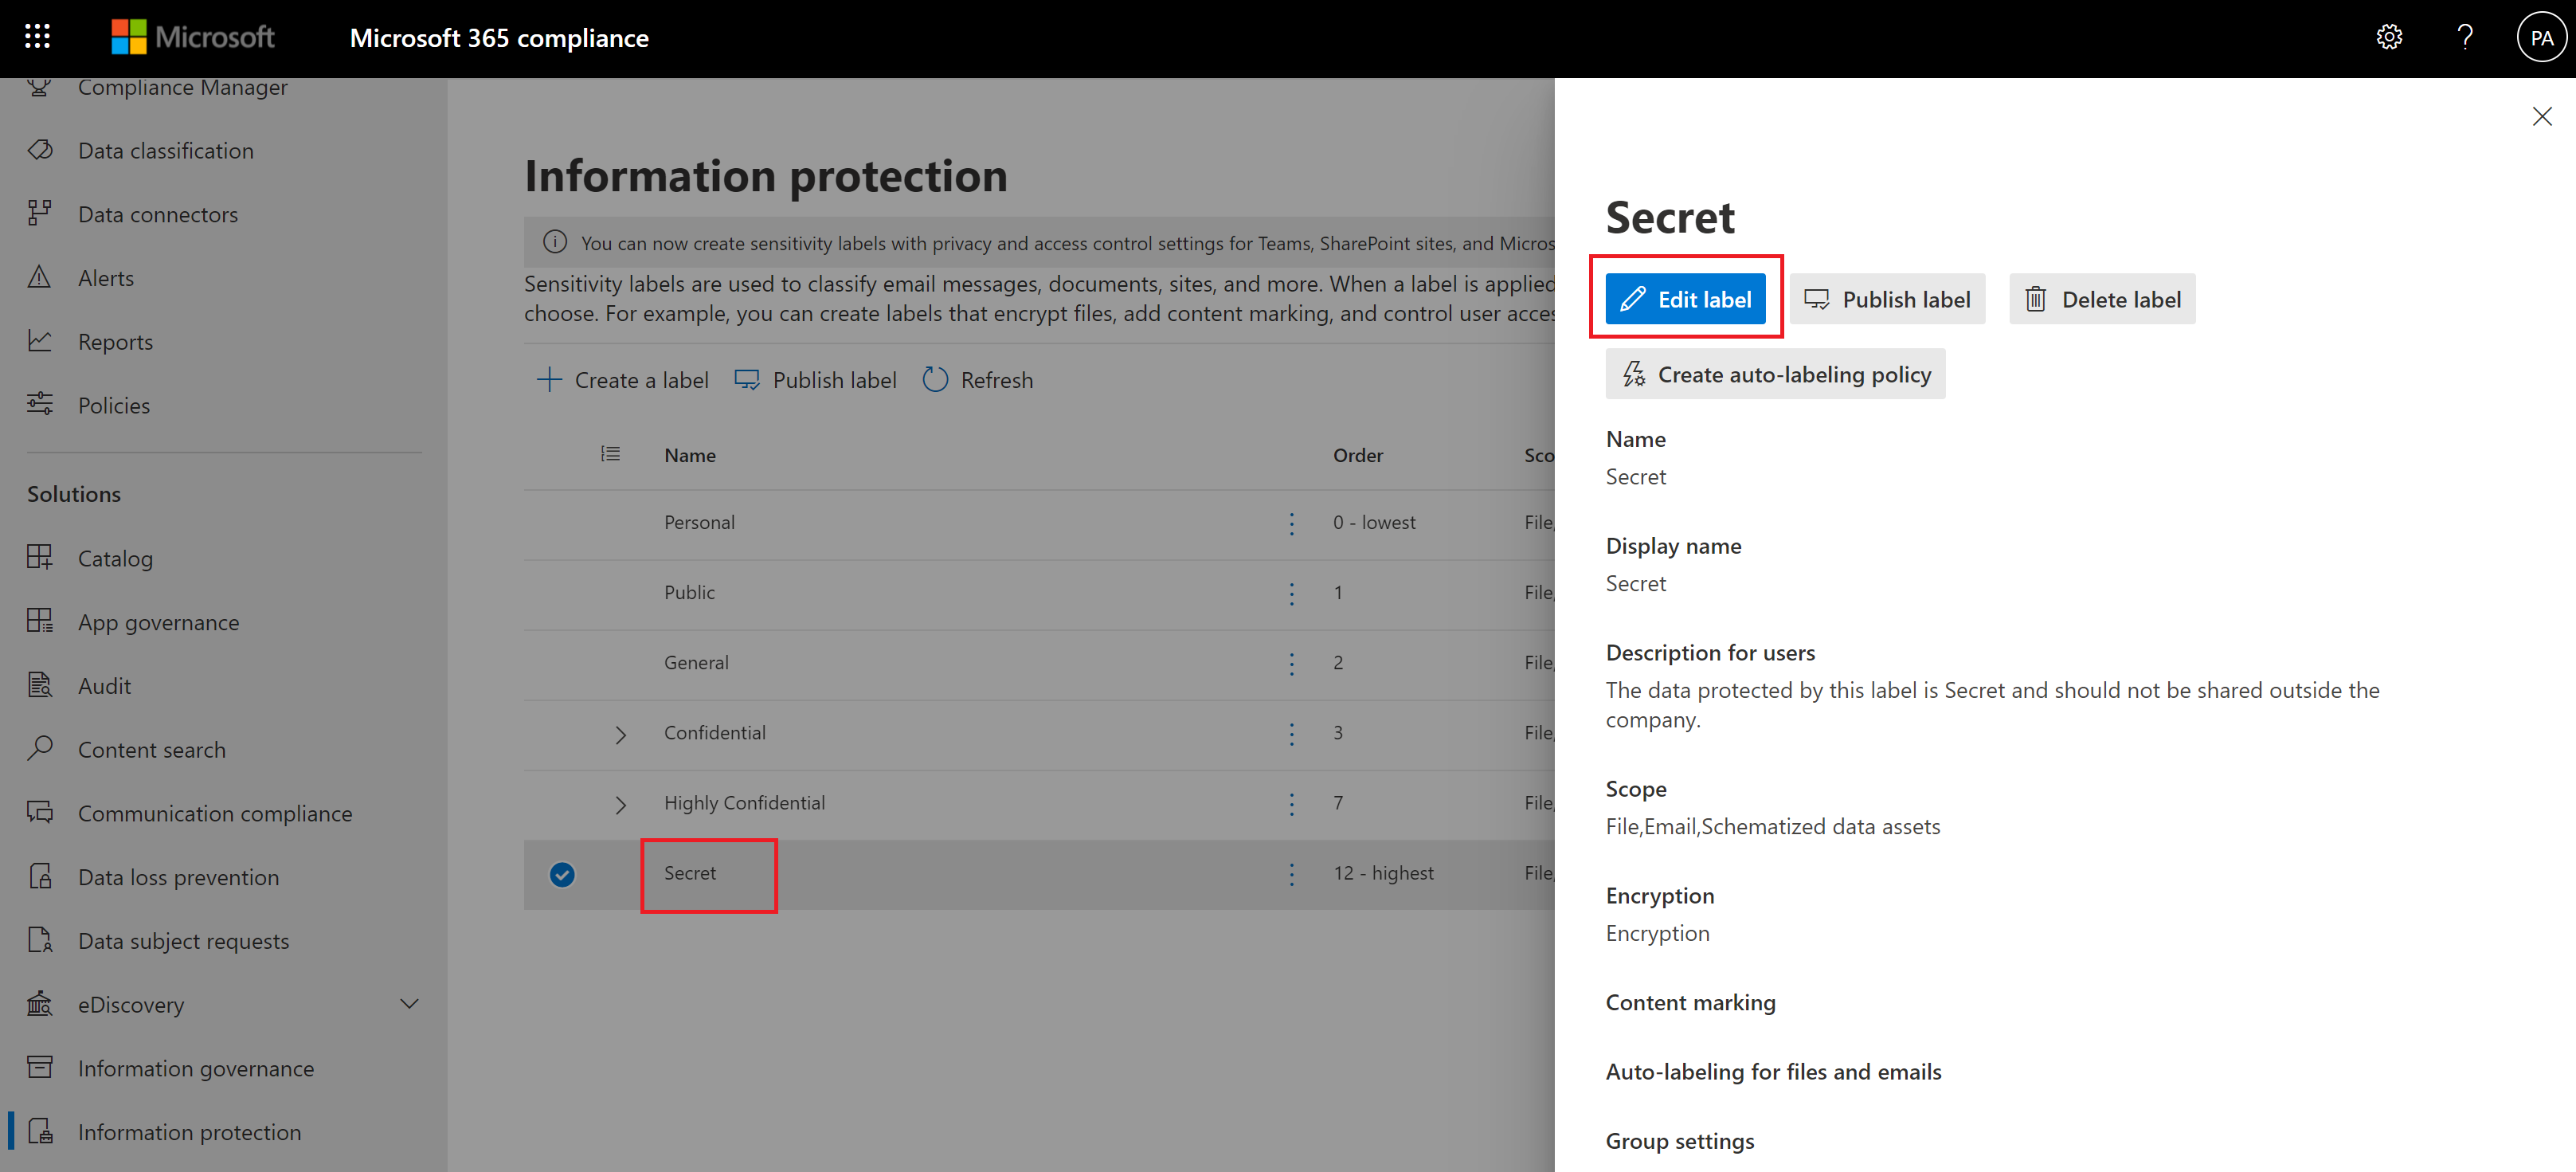 Microsoft
Microsoft 365 compliance
PA
Compliance Manager
Data classification
Data connectors
Alerts
Reports
Policies
Solutions
Catalog
App governance
Audit
Content search
Communication compliance
Data loss prevention
Data subject requests
eDiscovery
Information governance
Information protection
Information protection
You can now create sensitivity labels with privacy and access control settings for Teams, SharePoint sites, and Micros
Sensitivity labels are used to classify email messages, documents, sites, and more. When a label is applied
choose. For example, you can create labels that encrypt files, add content marking, and control user acces
Create a label Publish label Refresh
Name Order Sco
Personal 0 - lowest File,
Public 1 File,
General 2 File,
Confidential 3 File,
Highly Confidential 7 File,
Secret 12 - highest File,
Secret
Edit label Publish label Delete label
Create auto-labeling policy
Name
Secret
Display name
Secret
Description for users
The data protected by this label is Secret and should not be shared outside the
company.
Scope
File,Email,Schematized data assets
Encryption
Encryption
Content marking
Auto-labeling for files and emails
Group settings